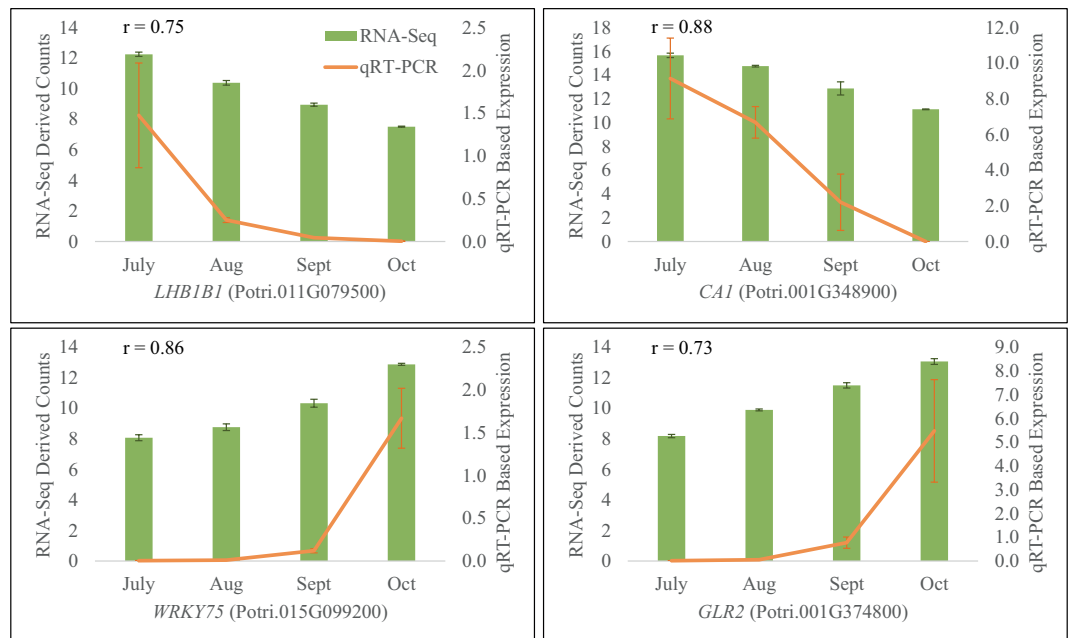 r = 0.75
RNA-Seq
qRT-PCR
RNA-Seq Derived Counts
14
12
10
8
6
4
2
0
2.5
2.0
1.5
1.0
0.5
0.0
qRT-PCR Based Expression
July Aug Sept Oct
LHB1B1 (Potri.011G079500)
r = 0.88
RNA-Seq Derived Counts
18
16
14
12
10
8
6
4
2
0
12.0
10.0
8.0
6.0
4.0
2.0
0.0
qRT-PCR Based Expression
July Aug Sept Oct
CA1 (Potri.001G348900)
r = 0.86
RNA-Seq Derived Counts
14
12
10
8
6
4
2
0
2.5
2.0
1.5
1.0
0.5
0.0
qRT-PCR Based Expression
July Aug Sept Oct
WRKY75 (Potri.015G099200)
r = 0.73
RNA-Seq Derived Counts
14
12
10
8
6
4
2
0
9.0
8.0
7.0
6.0
5.0
4.0
3.0
2.0
1.0
0.0
qRT-PCR Based Expression
July Aug Sept Oct
GLR2 (Potri.001G374800)